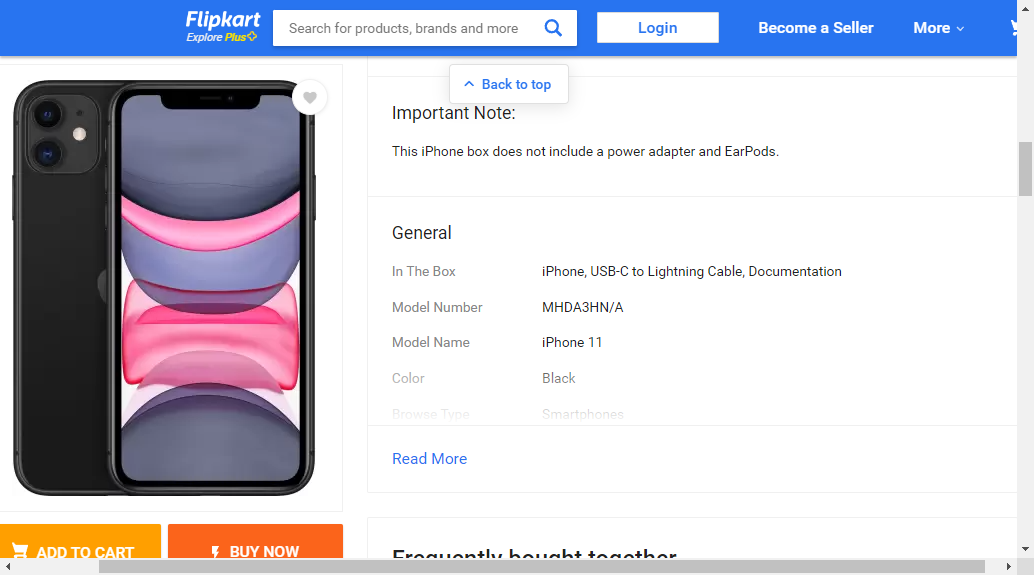 Flipkart
Explore Plus
Search for products, brands and more
Login
Become a Seller
More
Back to top
Important Note:
This iPhone box does not include a power adapter and EarPods.
General
In The Box iPhone, USB-C to Lightning Cable, Documentation
Model Number MHDA3HN/A
Model Name iPhone 11
Color Black
Browse Type Smartphones
Read More
ADD TO CART
BUY NOW
Frequently bought together